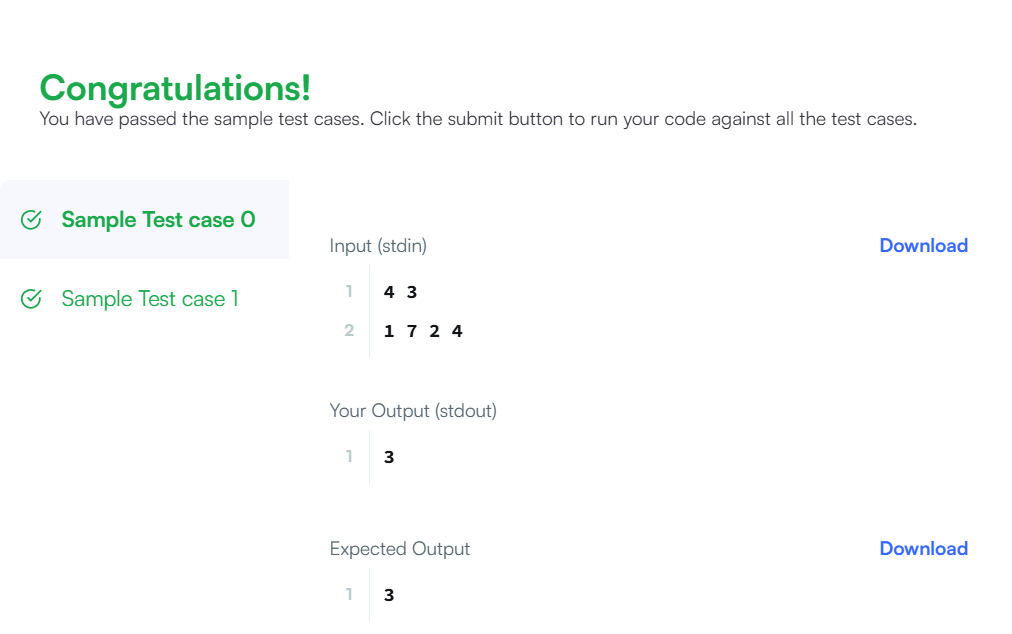 Congratulations!
You have passed the sample test cases. Click the submit button to run your code against all the test cases.
Sample Test case 0
Sample Test case 1
Input (stdin)
Download
1 4 3
2 1 7 2 4
Your Output (stdout)
1 3
Expected Output
Download
1 3